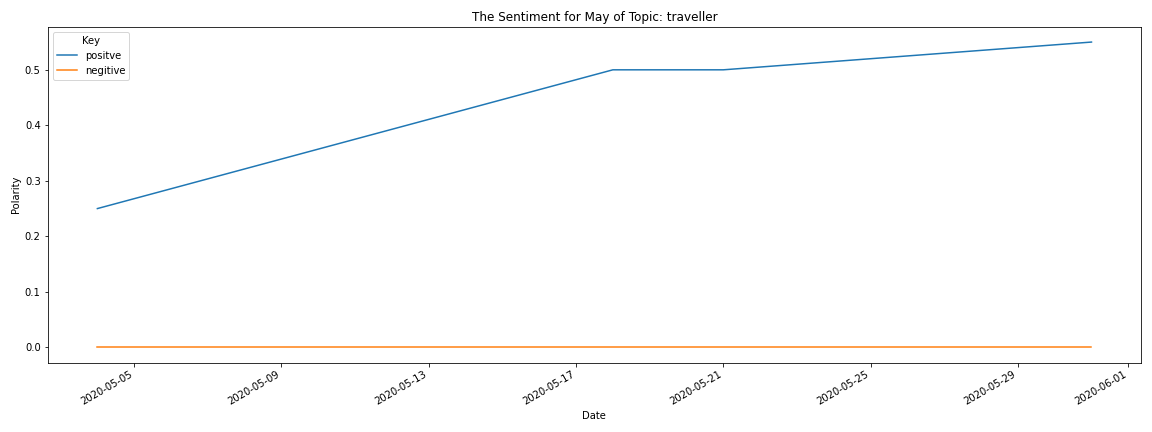 The Sentiment for May of Topic: traveller
Key
positve
negitive
Polarity
0.5
0.4
0.3
0.2
0.1
0.0
2020-05-05
2020-05-09
2020-05-13
2020-05-17
2020-05-21
2020-05-25
2020-05-29
2020-06-01
Date